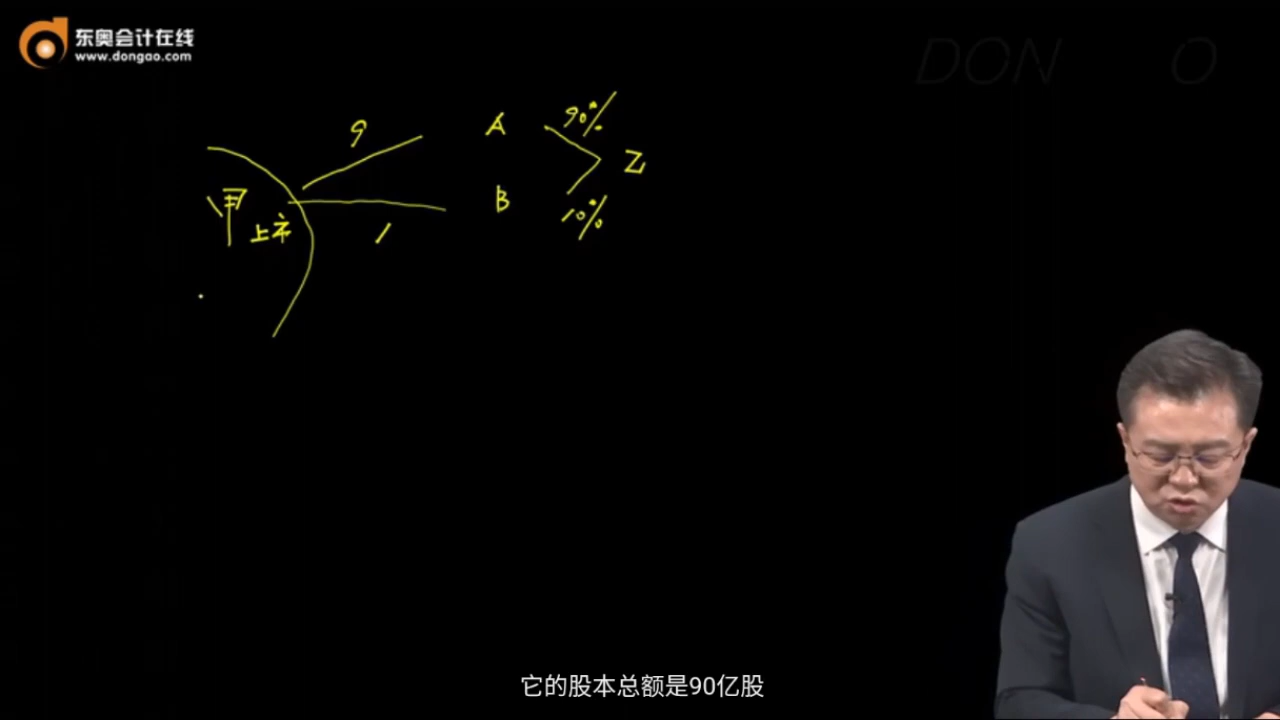 东奥会计在线
www.dongao.com
DON O
9 A 90%
甲上市 乙
1 B 10%
它的股本总额是90亿股